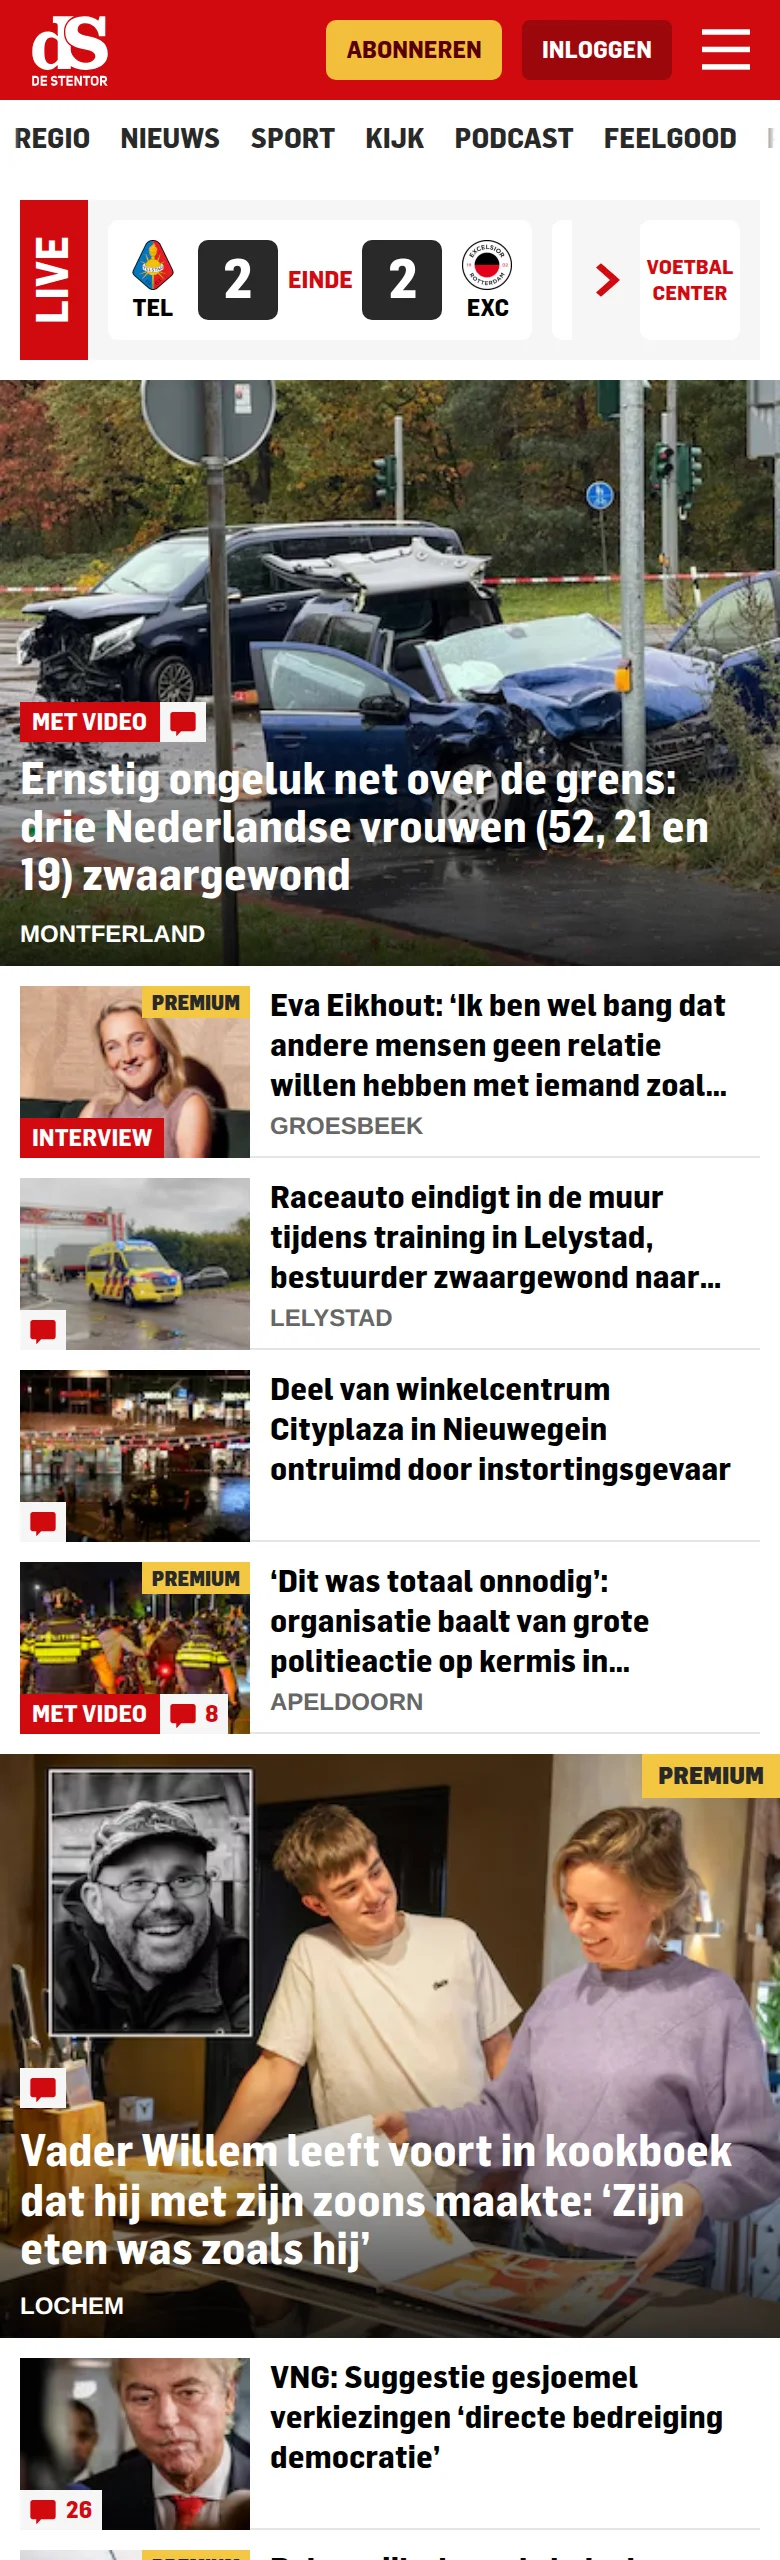 dS
DE STENTOR
ABONNEREN
INLOGGEN
REGIO NIEUWS SPORT KIJK PODCAST FEELGOOD
LIVE
TEL
2
EINDE
2
EXCELSIOR
ROTTERDAM
EXC
VOETBAL
CENTER
MET VIDEO
Ernstig ongeluk net over de grens:
drie Nederlandse vrouwen (52, 21 en
19) zwaargewond
MONTFERLAND
PREMIUM
INTERVIEW
Eva Eikhout: ‘Ik ben wel bang dat
andere mensen geen relatie
willen hebben met iemand zoal...
GROESBEEK
Raceauto eindigt in de muur
tijdens training in Lelystad,
bestuurder zwaargewond naar...
LELYSTAD
Deel van winkelcentrum
Cityplaza in Nieuwegein
ontruimd door instortingsgevaar
PREMIUM
MET VIDEO
8
‘Dit was totaal onnodig’:
organisatie baalt van grote
politieactie op kermis in...
APELDOORN
PREMIUM
Vader Willem leeft voort in kookboek
dat hij met zijn zoons maakte: ‘Zijn
eten was zoals hij’
LOCHEM
26
VNG: Suggestie gesjoemel
verkiezingen ‘directe bedreiging
democratie’